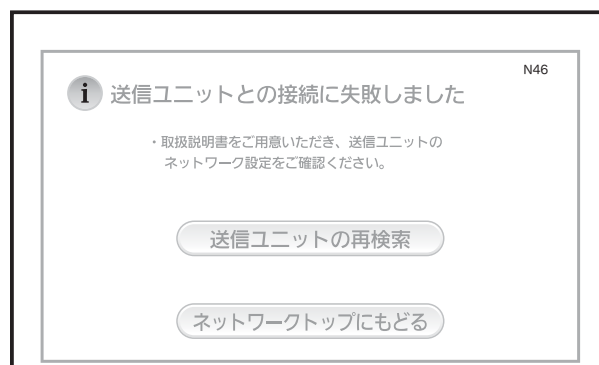 N46
i 送信ユニットとの接続に失敗しました
・取扱説明書をご用意いただき、送信ユニットの
ネットワーク設定をご確認ください。
送信ユニットの再検索
ネットワークトップにもどる